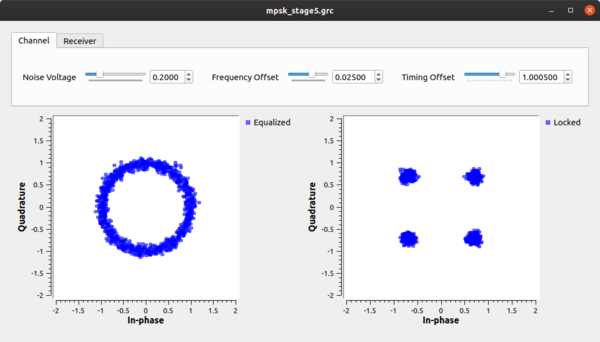 mpsk_stage5.grc
Channel Receiver
Noise Voltage 0.2000 Frequency Offset 0.02500 Timing Offset 1.000500
Equalized Locked
2 2
1.5 1.5
1 1
0.5 0.5
0 0
-0.5 -0.5
-1 -1
-1.5 -1.5
-2 -2
Quadrature Quadrature
-2 -1.5 -1 -0.5 0 0.5 1 1.5 2 -2 -1.5 -1 -0.5 0 0.5 1 1.5 2
In-phase In-phase